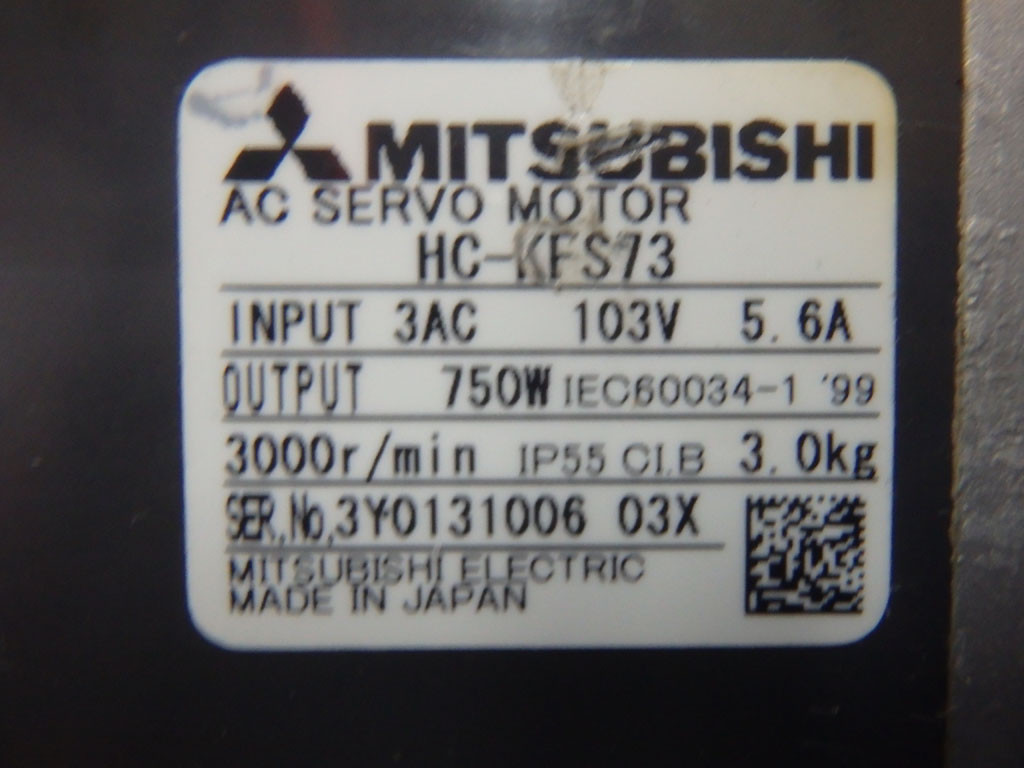 MITSUBISHI
AC SERVO MOTOR
HC-KFS73
INPUT 3AC 103V 5.6A
OUTPUT 750W IEC60034-1 '99
3000r/min IP55 CI.B 3.0kg
SER.No.3Y0131006 03X
MITSUBISHI ELECTRIC
MADE IN JAPAN